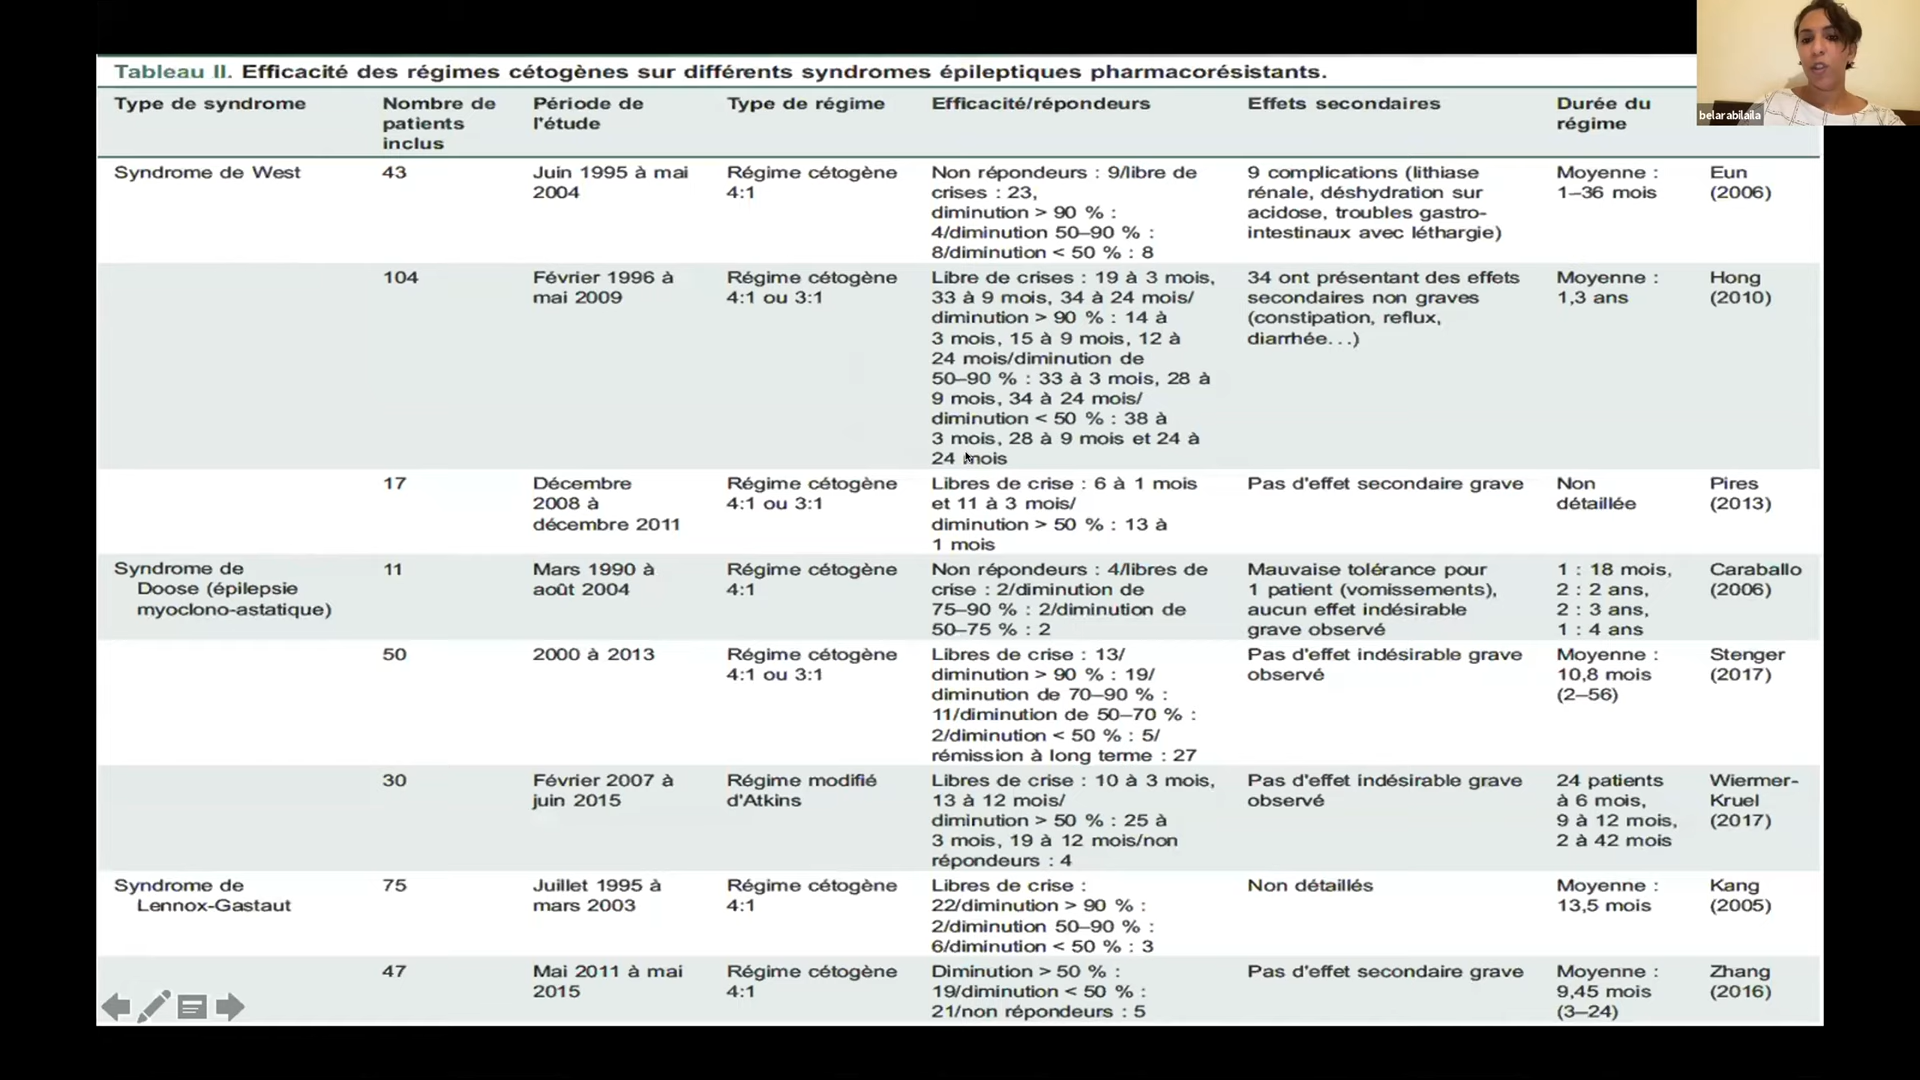 Tableau II. Efficacité des régimes cétogènes sur différents syndromes épileptiques pharmacorésistants.
belarabilaila
Type de syndrome
Nombre de
patients
inclus
Période de
l'étude
Type de régime
Efficacité/répondeurs
Effets secondaires
Durée du
régime
Syndrome de West
43
Juin 1995 à mai
2004
Régime cétogène
4:1
Non répondeurs : 9/libre de
crises : 23,
diminution > 90 % :
4/diminution 50–90 % :
8/diminution < 50 % : 8
9 complications (lithiase
rénale, déshydration sur
acidose, troubles gastro-
intestinaux avec léthargie)
Moyenne :
1–36 mois
Eun
(2006)
104
Février 1996 à
mai 2009
Régime cétogène
4:1 ou 3:1
Libre de crises : 19 à 3 mois,
33 à 9 mois, 34 à 24 mois/
diminution > 90 % : 14 à
3 mois, 15 à 9 mois, 12 à
24 mois/diminution de
50–90 % : 33 à 3 mois, 28 à
9 mois, 34 à 24 mois/
diminution < 50 % : 38 à
3 mois, 28 à 9 mois et 24 à
24 mois
34 ont présentant des effets
secondaires non graves
(constipation, reflux,
diarrhée…)
Moyenne :
1,3 ans
Hong
(2010)
17
Décembre
2008 à
décembre 2011
Régime cétogène
4:1 ou 3:1
Libres de crise : 6 à 1 mois
et 11 à 3 mois/
diminution > 50 % : 13 à
1 mois
Pas d'effet secondaire grave
Non
détaillée
Pires
(2013)
Syndrome de
Doose (épilepsie
myoclono-astatique)
11
Mars 1990 à
août 2004
Régime cétogène
4:1
Non répondeurs : 4/libres de
crise : 2/diminution de
75–90 % : 2/diminution de
50–75 % : 2
Mauvaise tolérance pour
1 patient (vomissements),
aucun effet indésirable
grave observé
1 : 18 mois,
2 : 2 ans,
2 : 3 ans,
1 : 4 ans
Caraballo
(2006)
50
2000 à 2013
Régime cétogène
4:1 ou 3:1
Libres de crise : 13/
diminution > 90 % : 19/
diminution de 70–90 % :
11/diminution de 50–70 % :
2/diminution < 50 % : 5/
rémission à long terme : 27
Pas d'effet indésirable grave
observé
Moyenne :
10,8 mois
(2–56)
Stenger
(2017)
30
Février 2007 à
juin 2015
Régime modifié
d'Atkins
Libres de crise : 10 à 3 mois,
13 à 12 mois/
diminution > 50 % : 25 à
3 mois, 19 à 12 mois/non
répondeurs : 4
Pas d'effet indésirable grave
observé
24 patients
à 6 mois,
9 à 12 mois,
2 à 42 mois
Wiermer-
Kruel
(2017)
Syndrome de
Lennox-Gastaut
75
Juillet 1995 à
mars 2003
Régime cétogène
4:1
Libres de crise :
22/diminution > 90 % :
2/diminution 50–90 % :
6/diminution < 50 % : 3
Non détaillés
Moyenne :
13,5 mois
Kang
(2005)
47
Mai 2011 à mai
2015
Régime cétogène
4:1
Diminution > 50 % :
19/diminution < 50 % :
21/non répondeurs : 5
Pas d'effet secondaire grave
Moyenne :
9,45 mois
(3–24)
Zhang
(2016)